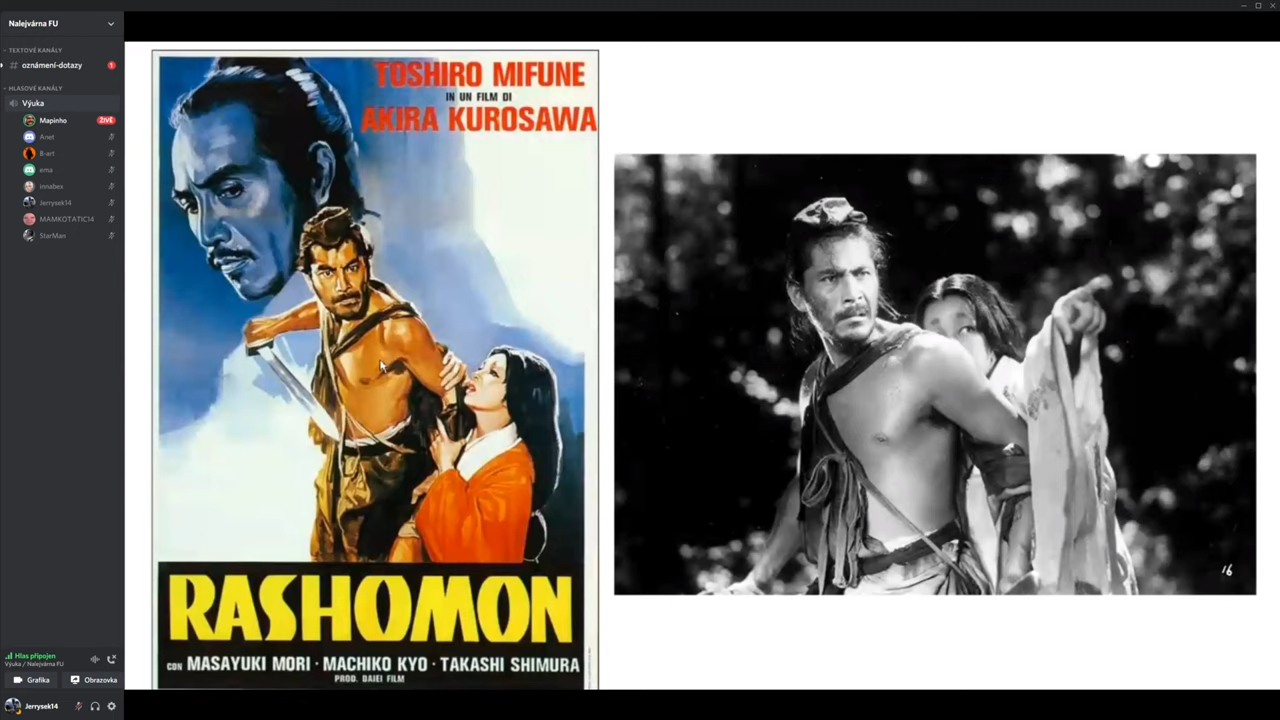 Nalejvárna FU
TEXTOVÉ KANÁLY
# oznámení-dotazy 1
HLASOVÉ KANÁLY
Výuka
Mapinho ŽIVĚ
Anet
B-art
ema
innabex
Jerrysek14
MAMKOTATIC14
StarMan
Hlas připojen
Výuka / Nalejvárna FU
Grafika
Obrazovka
Jerrysek14
TOSHIRO MIFUNE
IN UN FILM DI
AKIRA KUROSAWA
RASHOMON
CON MASAYUKI MORI · MACHIKO KYO · TAKASHI SHIMURA
PROD. DAIEI FILM
16